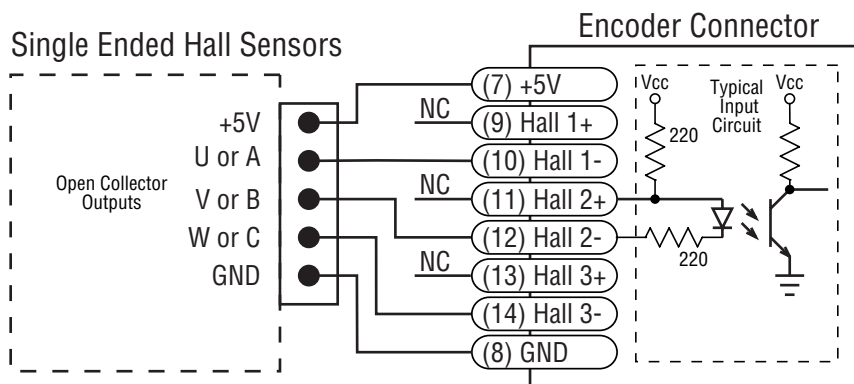 Single Ended Hall Sensors
Open Collector
Outputs
+5V
U or A
V or B
W or C
GND
NC
NC
NC
Encoder Connector
(7) +5V
(9) Hall 1+
(10) Hall 1-
(11) Hall 2+
(12) Hall 2-
(13) Hall 3+
(14) Hall 3-
(8) GND
Vcc
Typical
Input
Circuit
Vcc
220
220